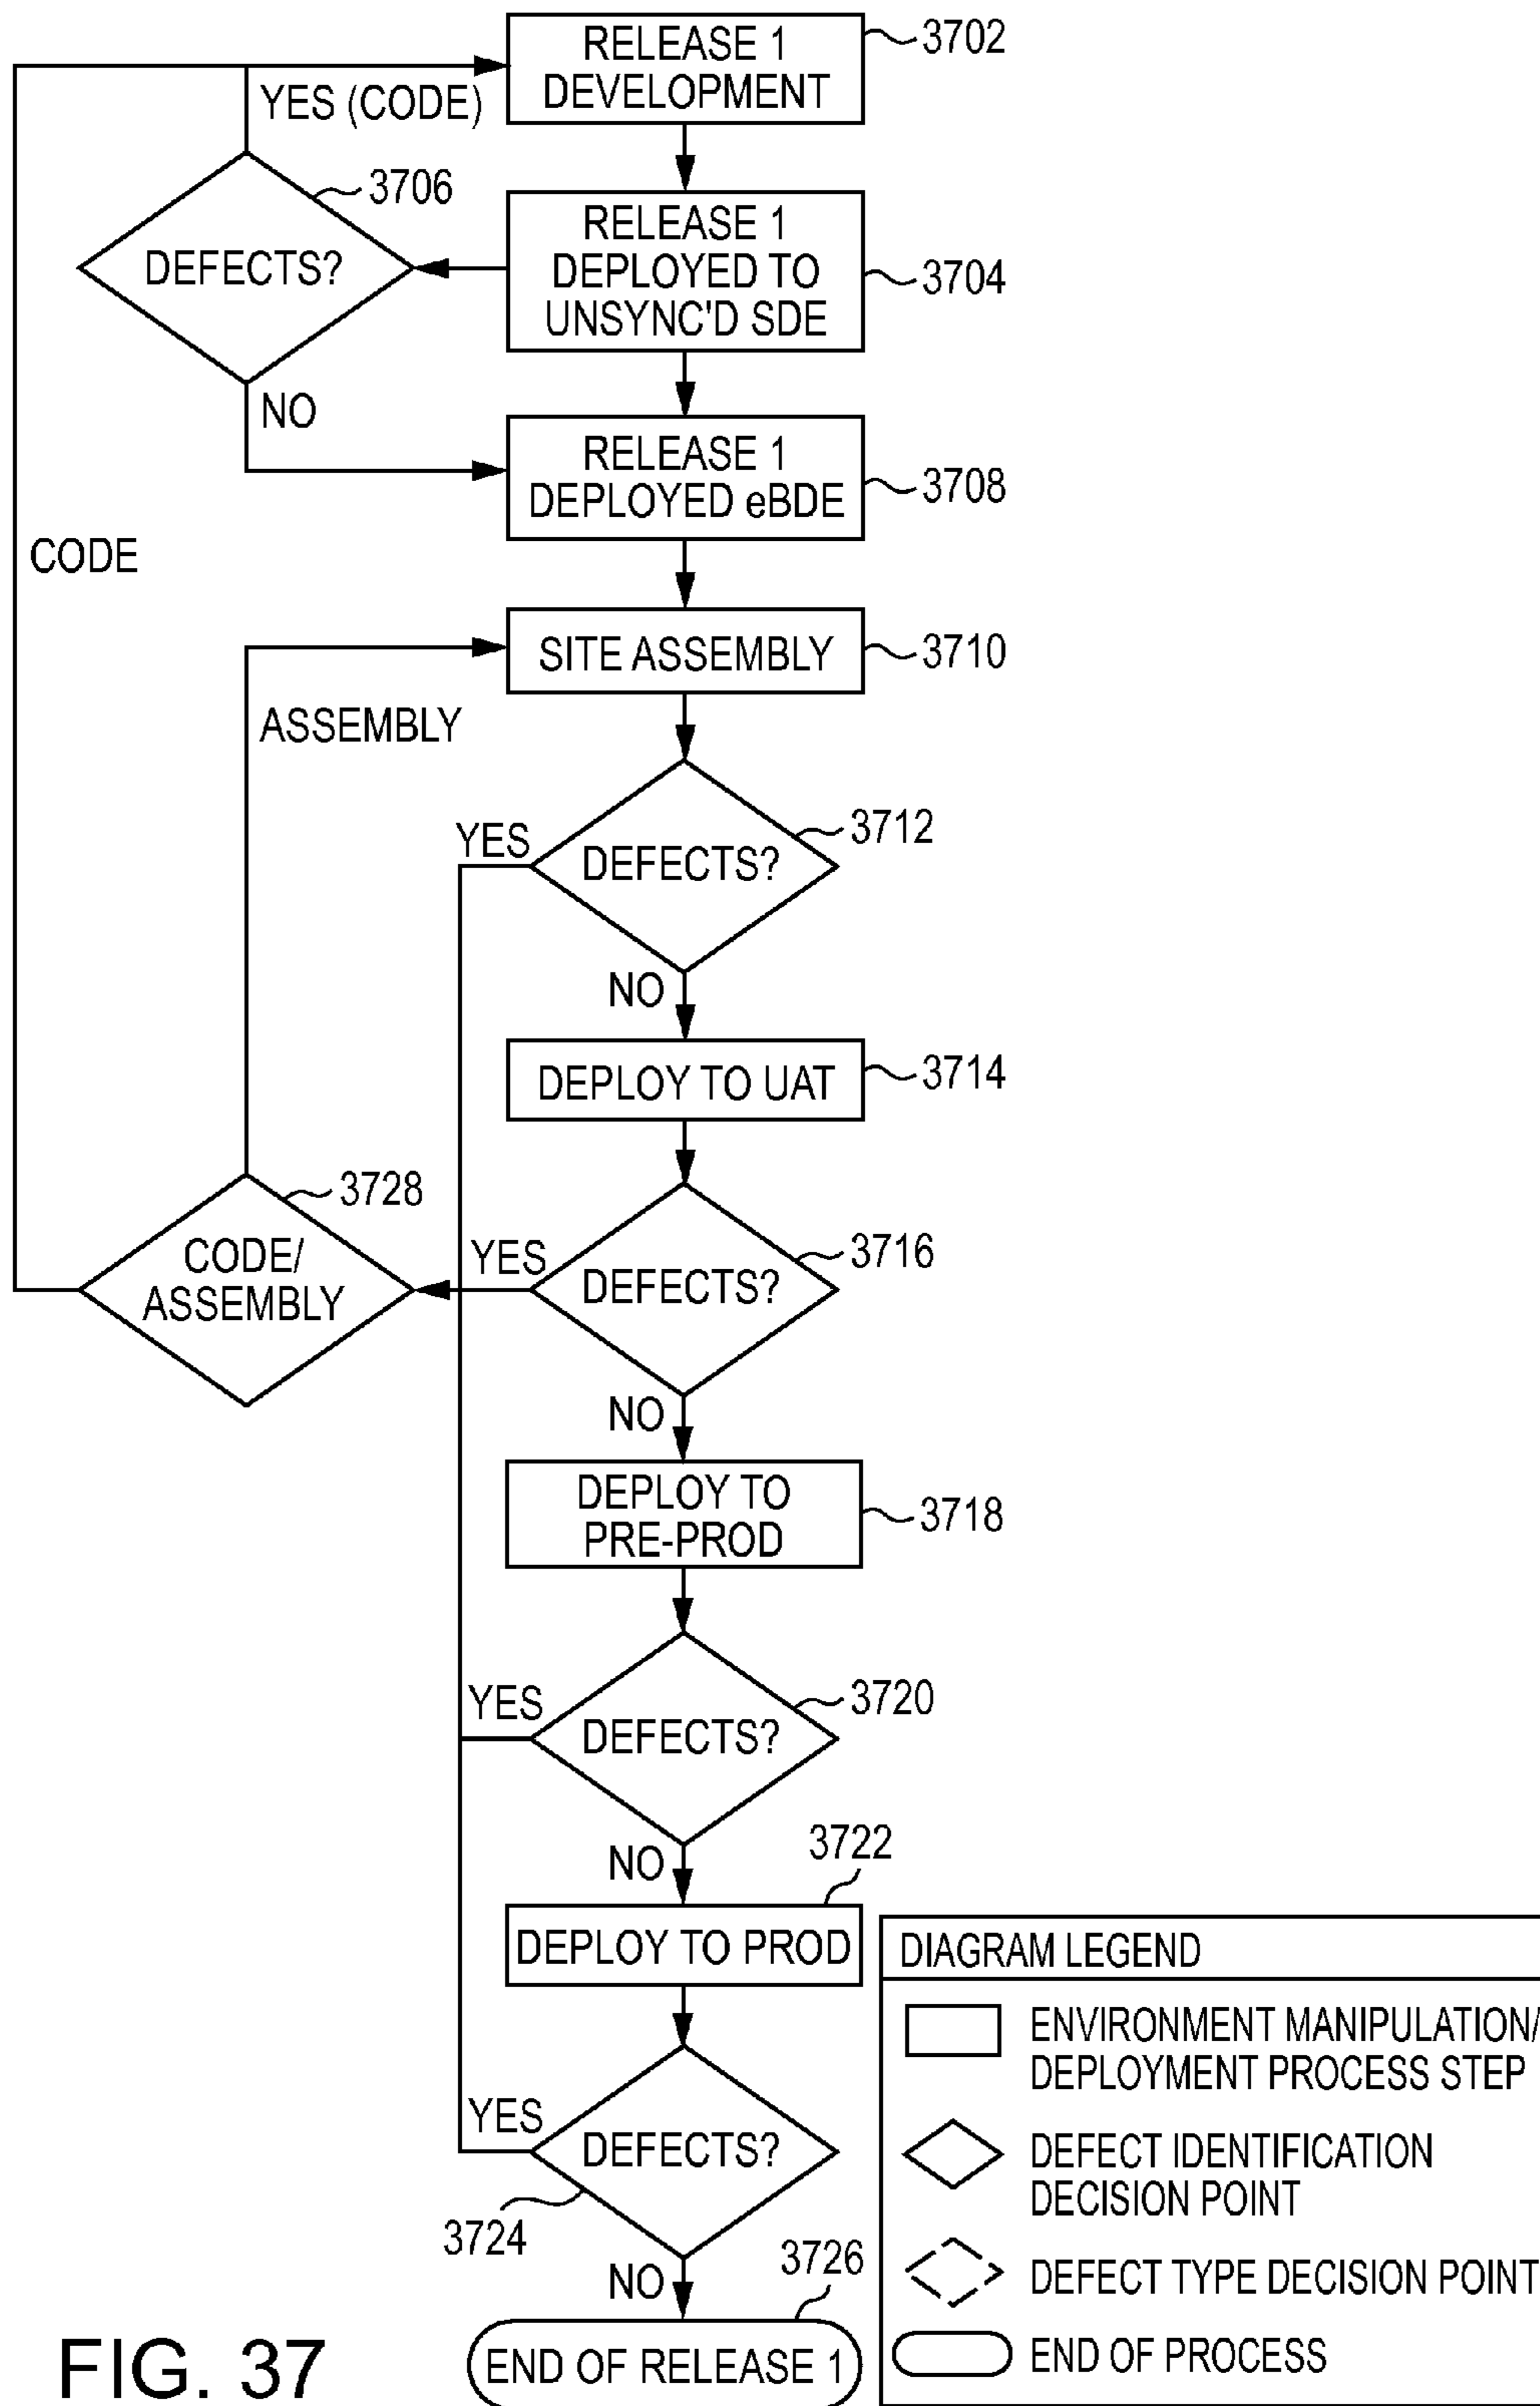 RELEASE 1
DEVELOPMENT
3702
YES (CODE)
3706
DEFECTS?
RELEASE 1
DEPLOYED TO
UNSYNC'D SDE
3704
NO
RELEASE 1
DEPLOYED eBDE
3708
CODE
SITE ASSEMBLY
3710
ASSEMBLY
YES
DEFECTS?
3712
NO
DEPLOY TO UAT
3714
3728
CODE/
ASSEMBLY
YES
DEFECTS?
3716
NO
DEPLOY TO
PRE-PROD
3718
YES
DEFECTS?
3720
NO
3722
DEPLOY TO PROD
YES
DEFECTS?
3724
NO
3726
END OF RELEASE 1
DIAGRAM LEGEND
ENVIRONMENT MANIPULATION/
DEPLOYMENT PROCESS STEP
DEFECT IDENTIFICATION
DECISION POINT
DEFECT TYPE DECISION POINT
END OF PROCESS
FIG. 37